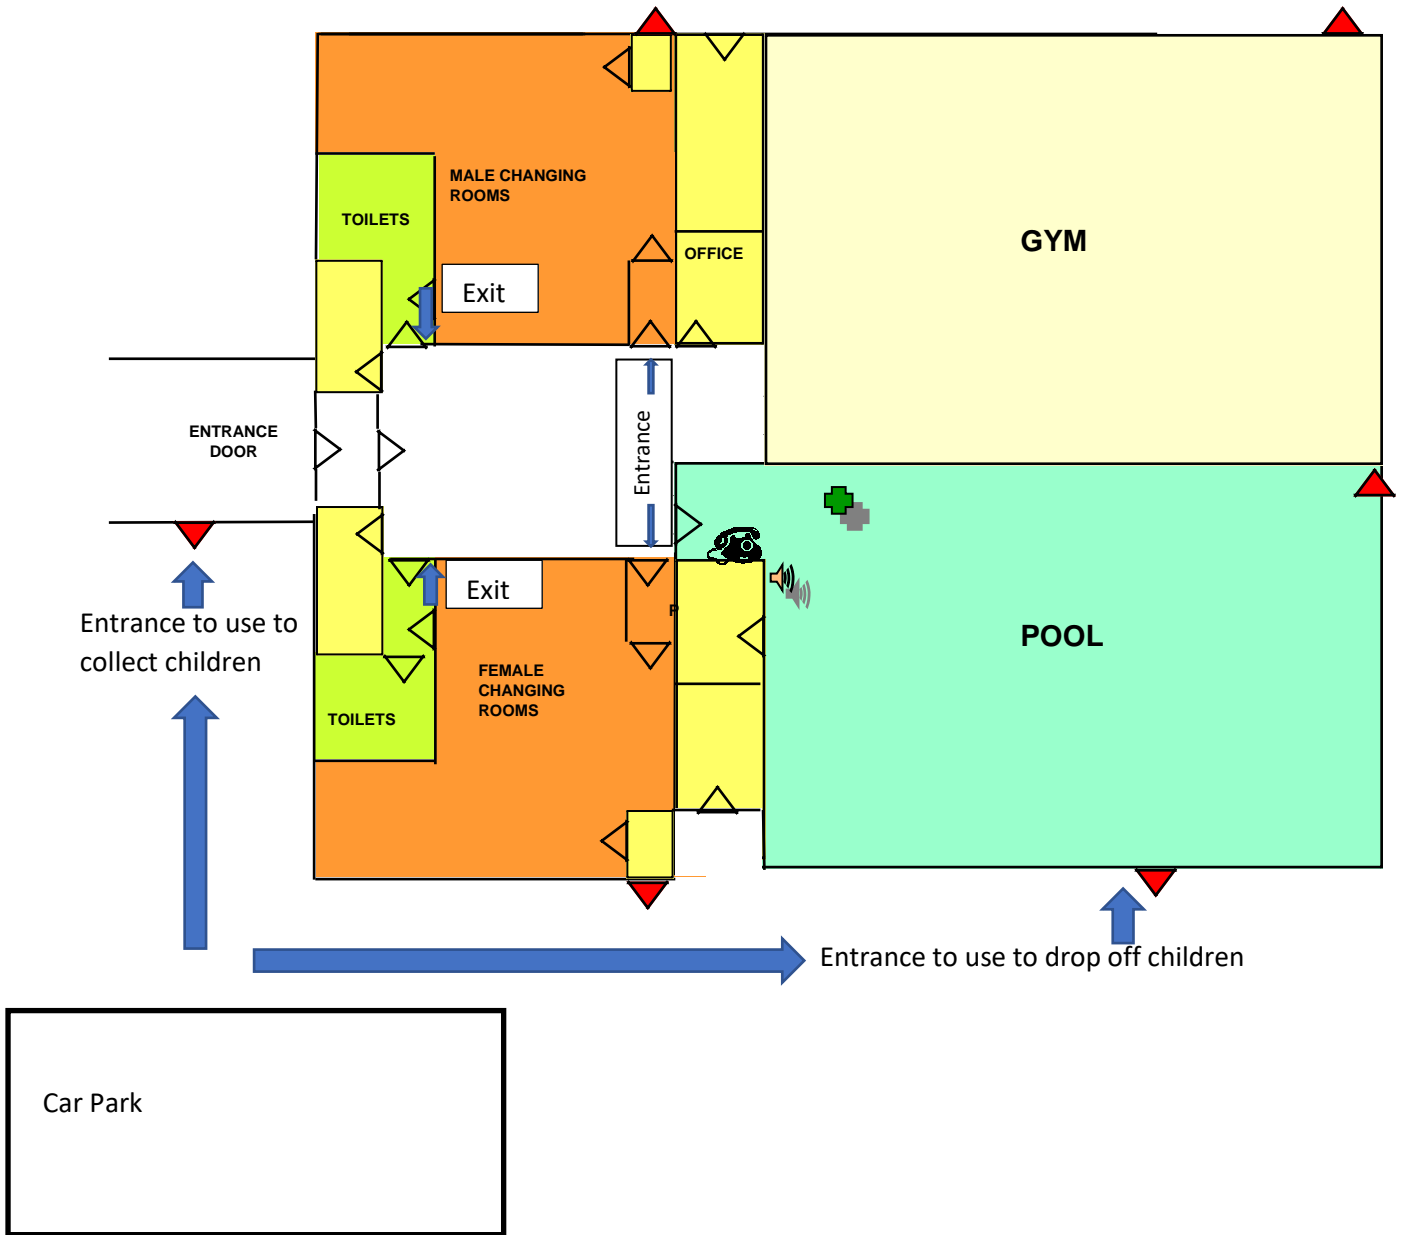 MALE CHANGING
ROOMS
TOILETS
GYM
OFFICE
Exit
ENTRANCE
DOOR
Entrance
Exit
P
Entrance to use to
collect children
POOL
FEMALE
CHANGING
ROOMS
TOILETS
Entrance to use to drop off children
Car Park